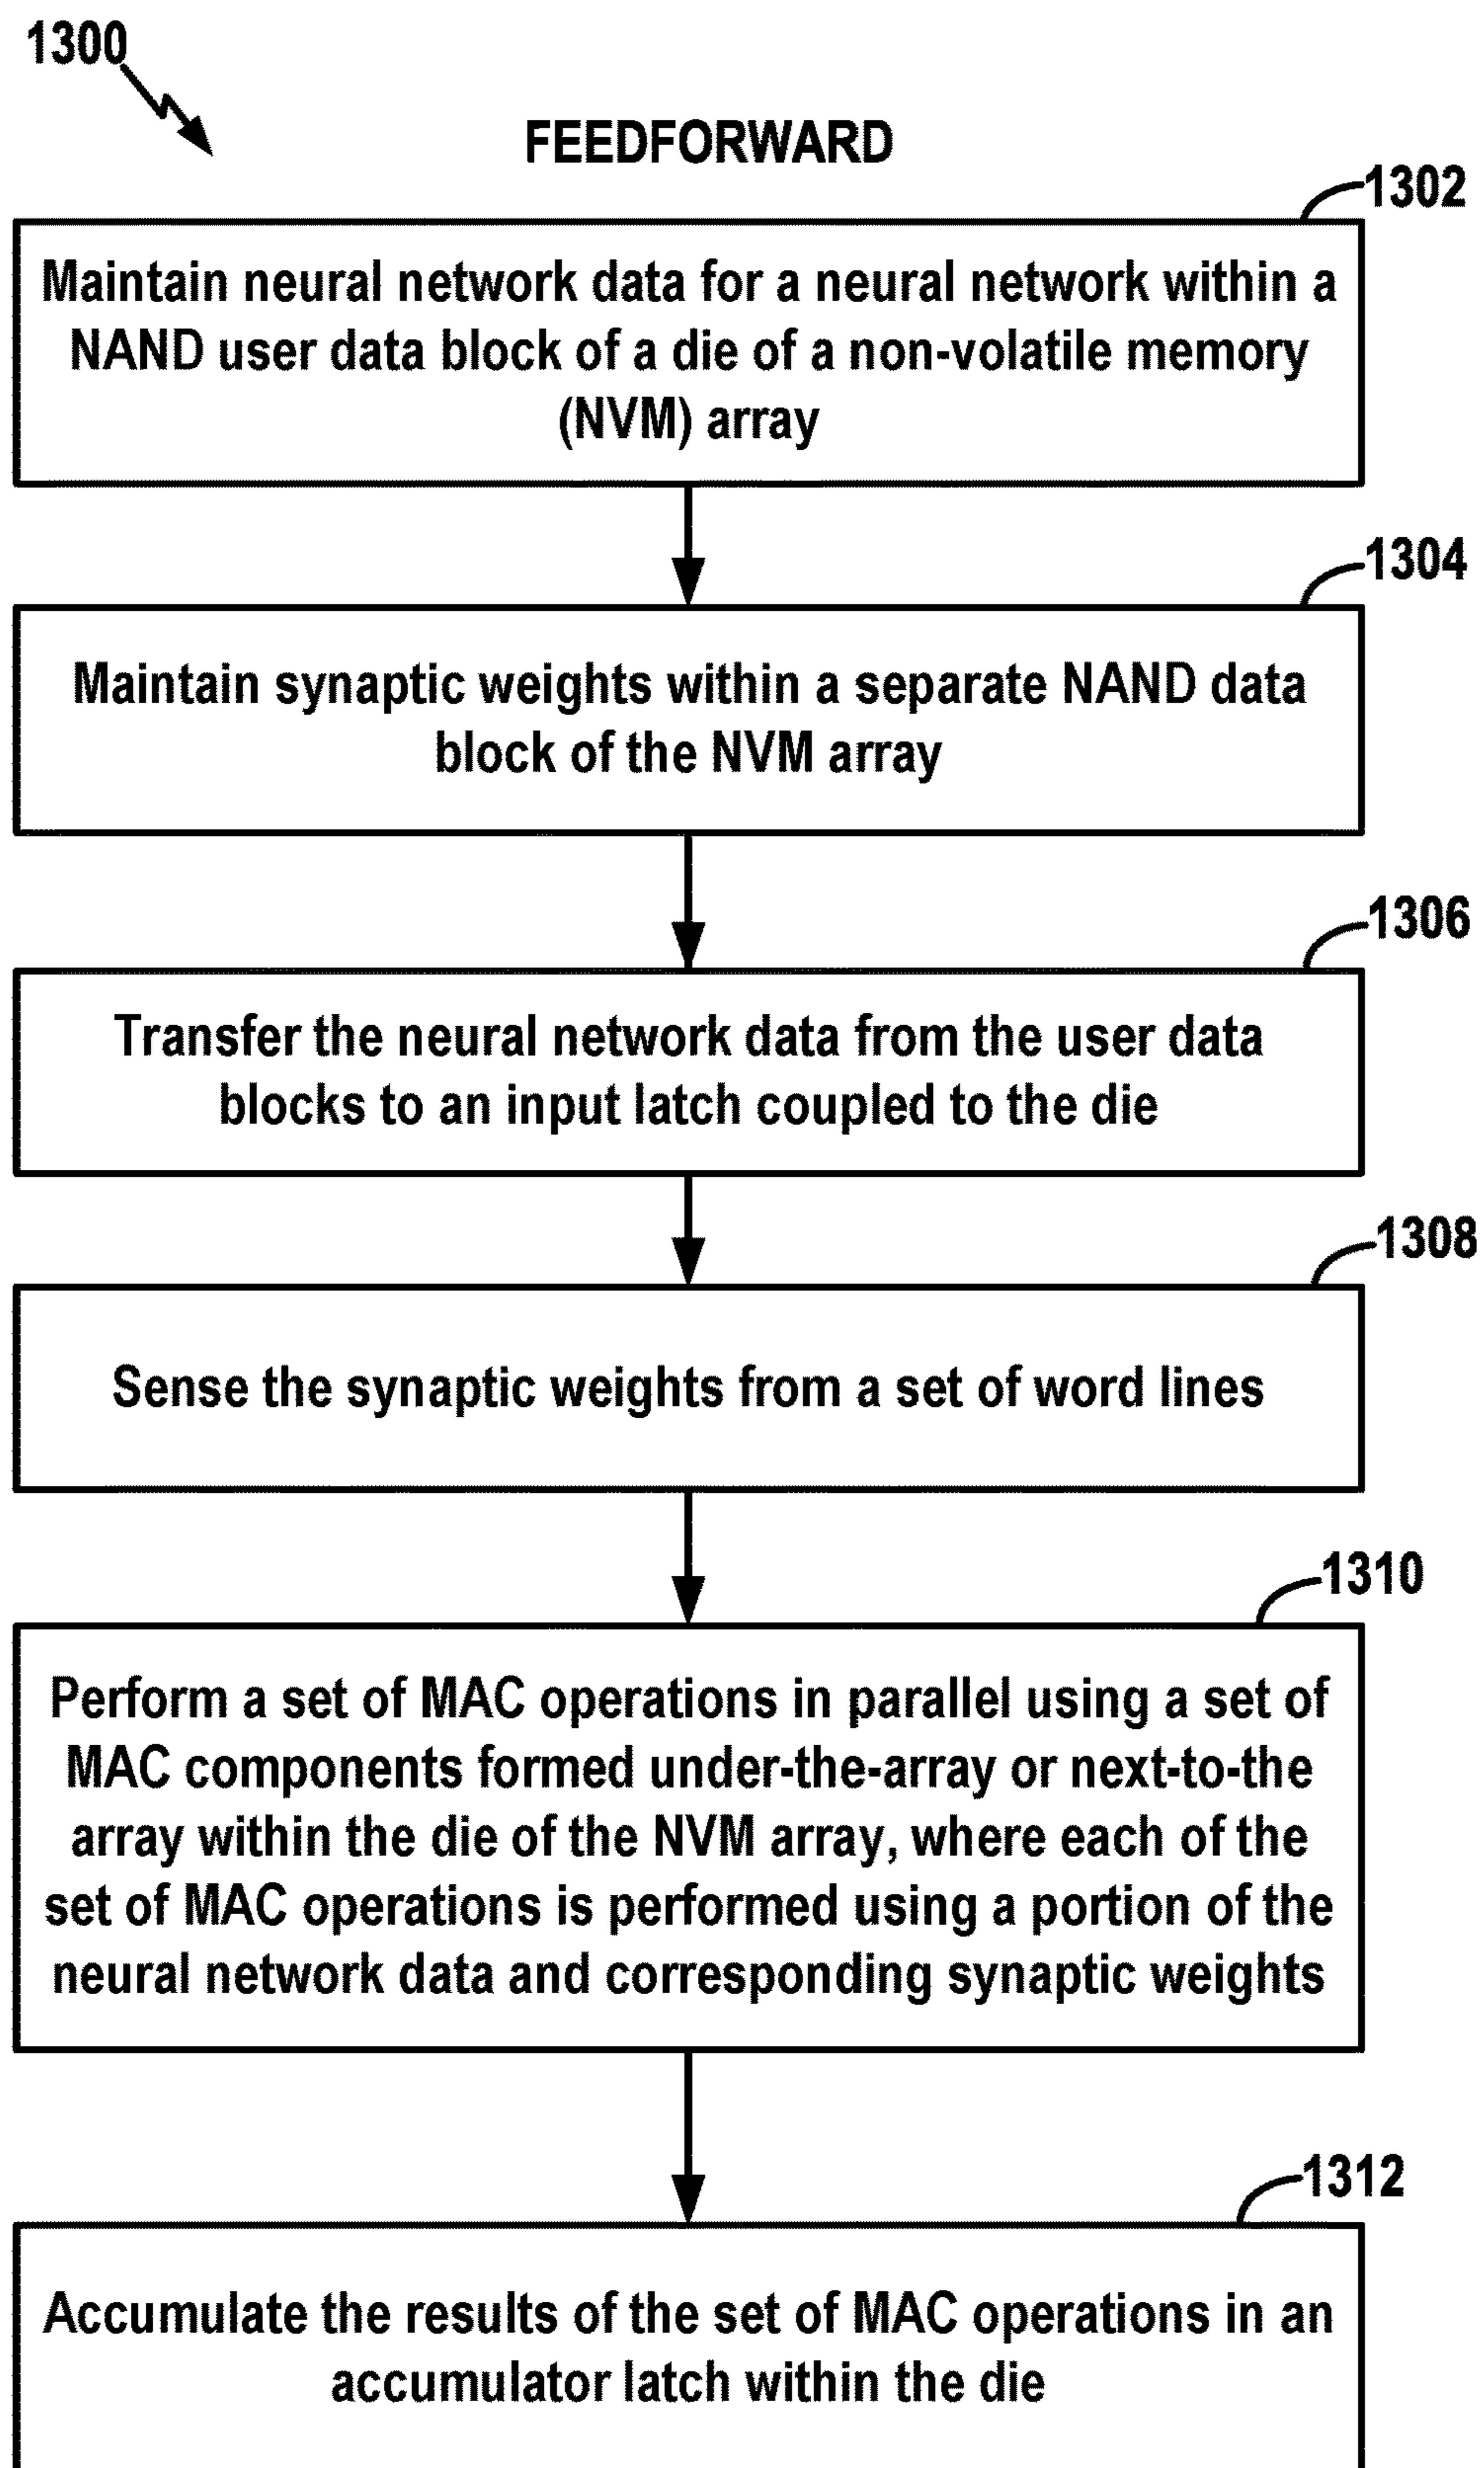 1300
FEEDFORWARD
1302
Maintain neural network data for a neural network within a
NAND user data block of a die of a non-volatile memory
(NVM) array
1304
Maintain synaptic weights within a separate NAND data
block of the NVM array
1306
Transfer the neural network data from the user data
blocks to an input latch coupled to the die
1308
Sense the synaptic weights from a set of word lines
1310
Perform a set of MAC operations in parallel using a set of
MAC components formed under-the-array or next-to-the
array within the die of the NVM array, where each of the
set of MAC operations is performed using a portion of the
neural network data and corresponding synaptic weights
1312
Accumulate the results of the set of MAC operations in an
accumulator latch within the die